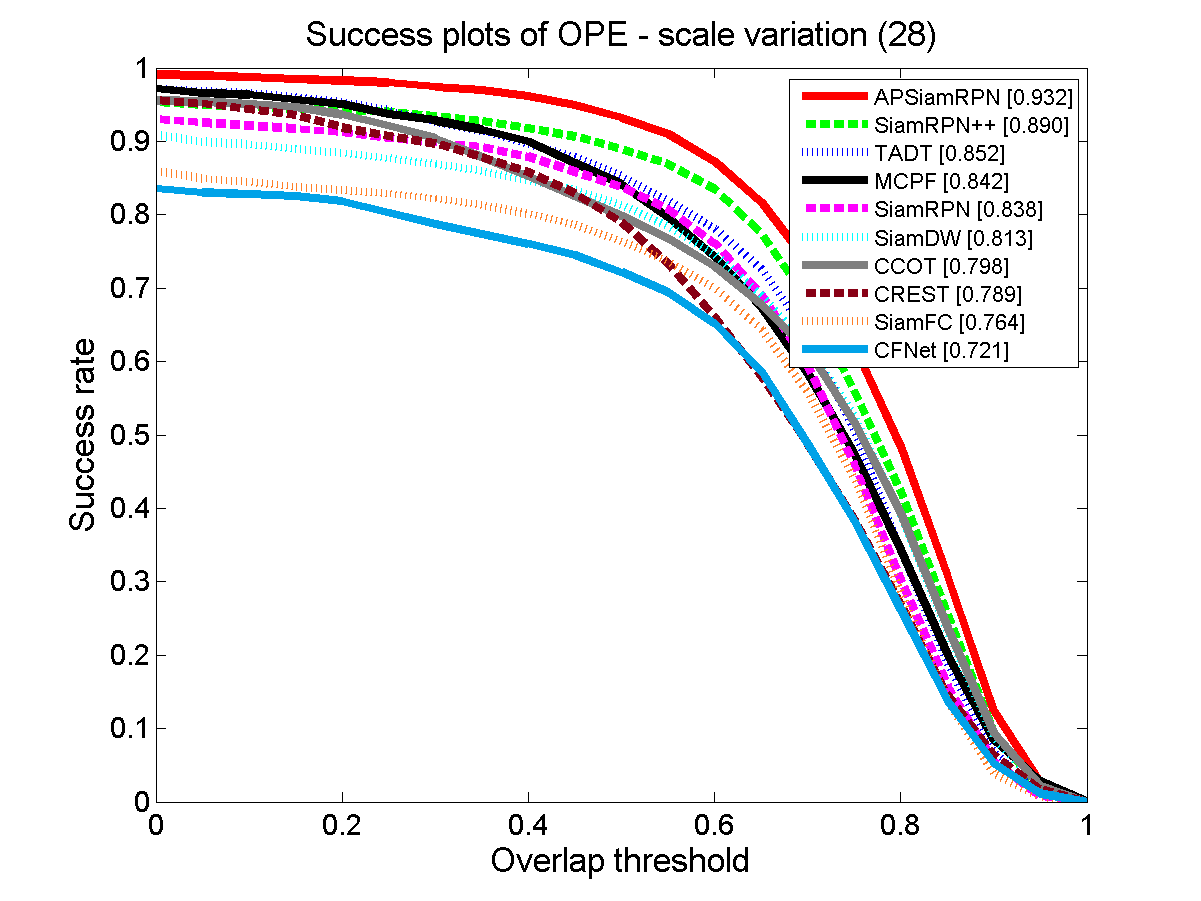 Success plots of OPE - scale variation (28)
1
0.9
0.8
0.7
0.6
0.5
0.4
0.3
0.2
0.1
0
Success rate
APSiamRPN [0.932]
SiamRPN++ [0.890]
TADT [0.852]
MCPF [0.842]
SiamRPN [0.838]
SiamDW [0.813]
CCOT [0.798]
CREST [0.789]
SiamFC [0.764]
CFNet [0.721]
0 0.2 0.4 0.6 0.8 1
Overlap threshold